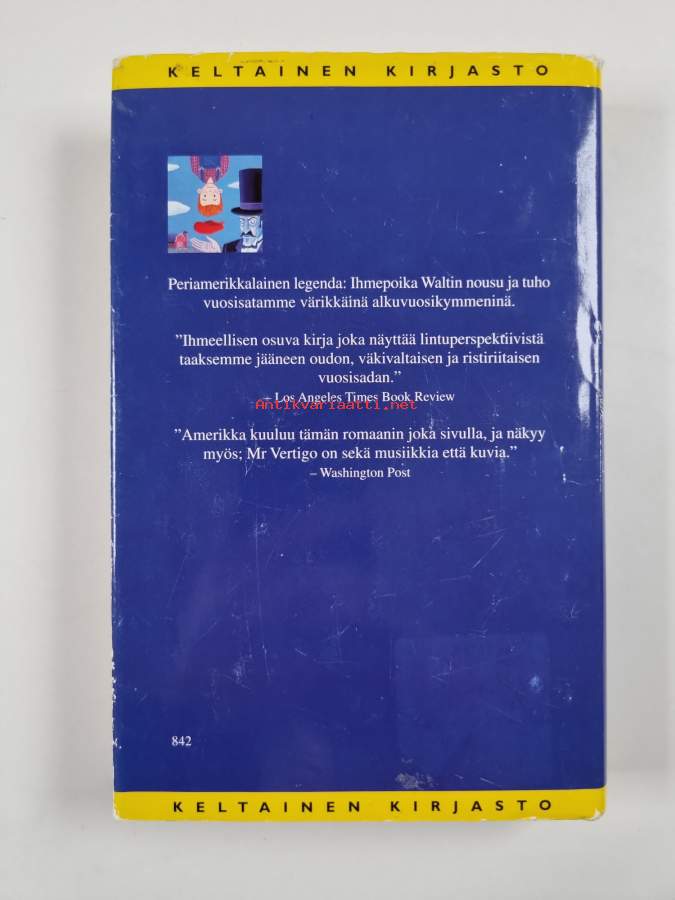 KELTAINEN KIRJASTO
Periamerikkalainen legenda: Ihmepoika Waltin nousu ja tuho
vuosisatamme värikkäinä alkuvuosikymmeninä.
”Ihmeellisen osuva kirja joka näyttää lintuperspektiivistä
taaksemme jääneen oudon, väkivaltaisen ja ristiriitaisen
vuosisadan.”
– Los Angeles Times Book Review
Antikvariaatti.net
”Amerikka kuuluu tämän romaanin joka sivulla, ja näkyy
myös; Mr Vertigo on sekä musiikkia että kuvia.”
– Washington Post
842
KELTAINEN KIRJASTO